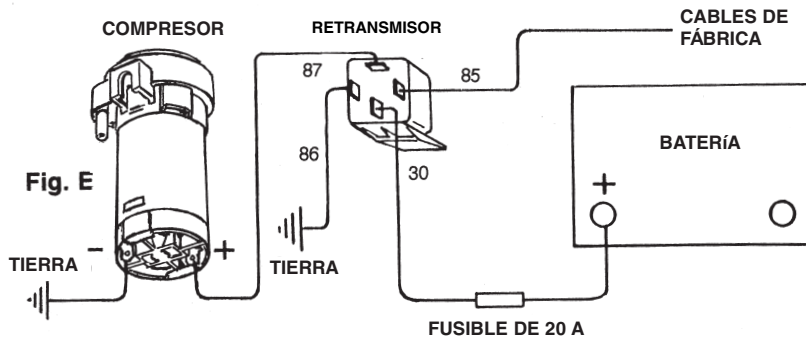 COMPRESOR
RETRANSMISOR
CABLES DE
FÁBRICA
87
85
BATERíA
86
30
Fig. E
+
–
+
TIERRA
TIERRA
FUSIBLE DE 20 A